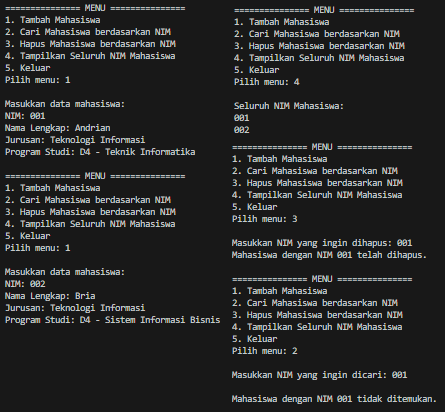 =============== MENU ===============
1. Tambah Mahasiswa
2. Cari Mahasiswa berdasarkan NIM
3. Hapus Mahasiswa berdasarkan NIM
4. Tampilkan Seluruh NIM Mahasiswa
5. Keluar
Pilih menu: 1

Masukkan data mahasiswa:
NIM: 001
Nama Lengkap: Andrian
Jurusan: Teknologi Informasi
Program Studi: D4 - Teknik Informatika

=============== MENU ===============
1. Tambah Mahasiswa
2. Cari Mahasiswa berdasarkan NIM
3. Hapus Mahasiswa berdasarkan NIM
4. Tampilkan Seluruh NIM Mahasiswa
5. Keluar
Pilih menu: 1

Masukkan data mahasiswa:
NIM: 002
Nama Lengkap: Bria
Jurusan: Teknologi Informasi
Program Studi: D4 - Sistem Informasi Bisnis

=============== MENU ===============
1. Tambah Mahasiswa
2. Cari Mahasiswa berdasarkan NIM
3. Hapus Mahasiswa berdasarkan NIM
4. Tampilkan Seluruh NIM Mahasiswa
5. Keluar
Pilih menu: 4

Seluruh NIM Mahasiswa:
001
002

=============== MENU ===============
1. Tambah Mahasiswa
2. Cari Mahasiswa berdasarkan NIM
3. Hapus Mahasiswa berdasarkan NIM
4. Tampilkan Seluruh NIM Mahasiswa
5. Keluar
Pilih menu: 3

Masukkan NIM yang ingin dihapus: 001
Mahasiswa dengan NIM 001 telah dihapus.

=============== MENU ===============
1. Tambah Mahasiswa
2. Cari Mahasiswa berdasarkan NIM
3. Hapus Mahasiswa berdasarkan NIM
4. Tampilkan Seluruh NIM Mahasiswa
5. Keluar
Pilih menu: 2

Masukkan NIM yang ingin dicari: 001

Mahasiswa dengan NIM 001 tidak ditemukan.